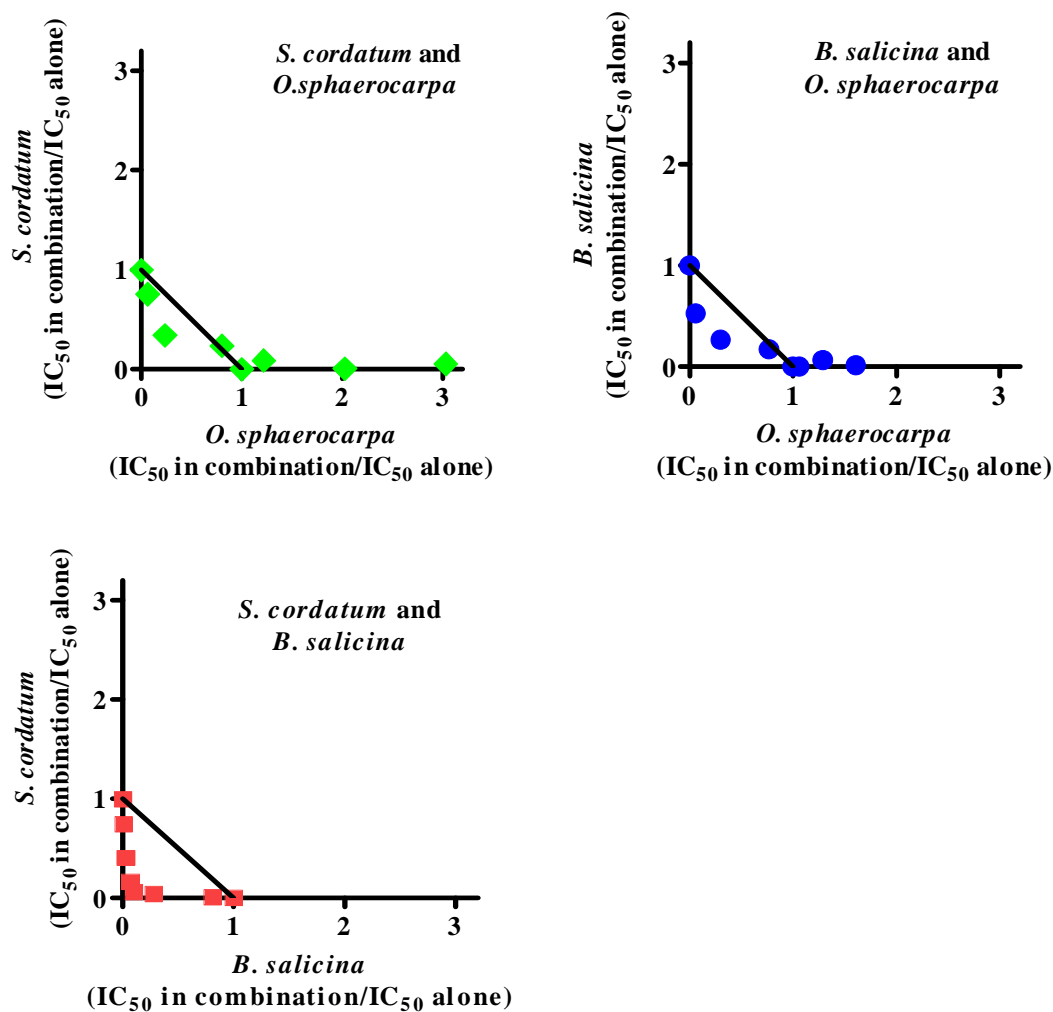 S. cordatum and
O.sphaerocarpa
S. cordatum
(IC50 in combination/IC50 alone)
3
2
1
0
0 1 2 3
O. sphaerocarpa
(IC50 in combination/IC50 alone)
B. salicina and
O. sphaerocarpa
B. salicina
(IC50 in combination/IC50 alone)
3
2
1
0
0 1 2 3
O. sphaerocarpa
(IC50 in combination/IC50 alone)
S. cordatum and
B. salicina
S. cordatum
(IC50 in combination/IC50 alone)
3
2
1
0
0 1 2 3
B. salicina
(IC50 in combination/IC50 alone)